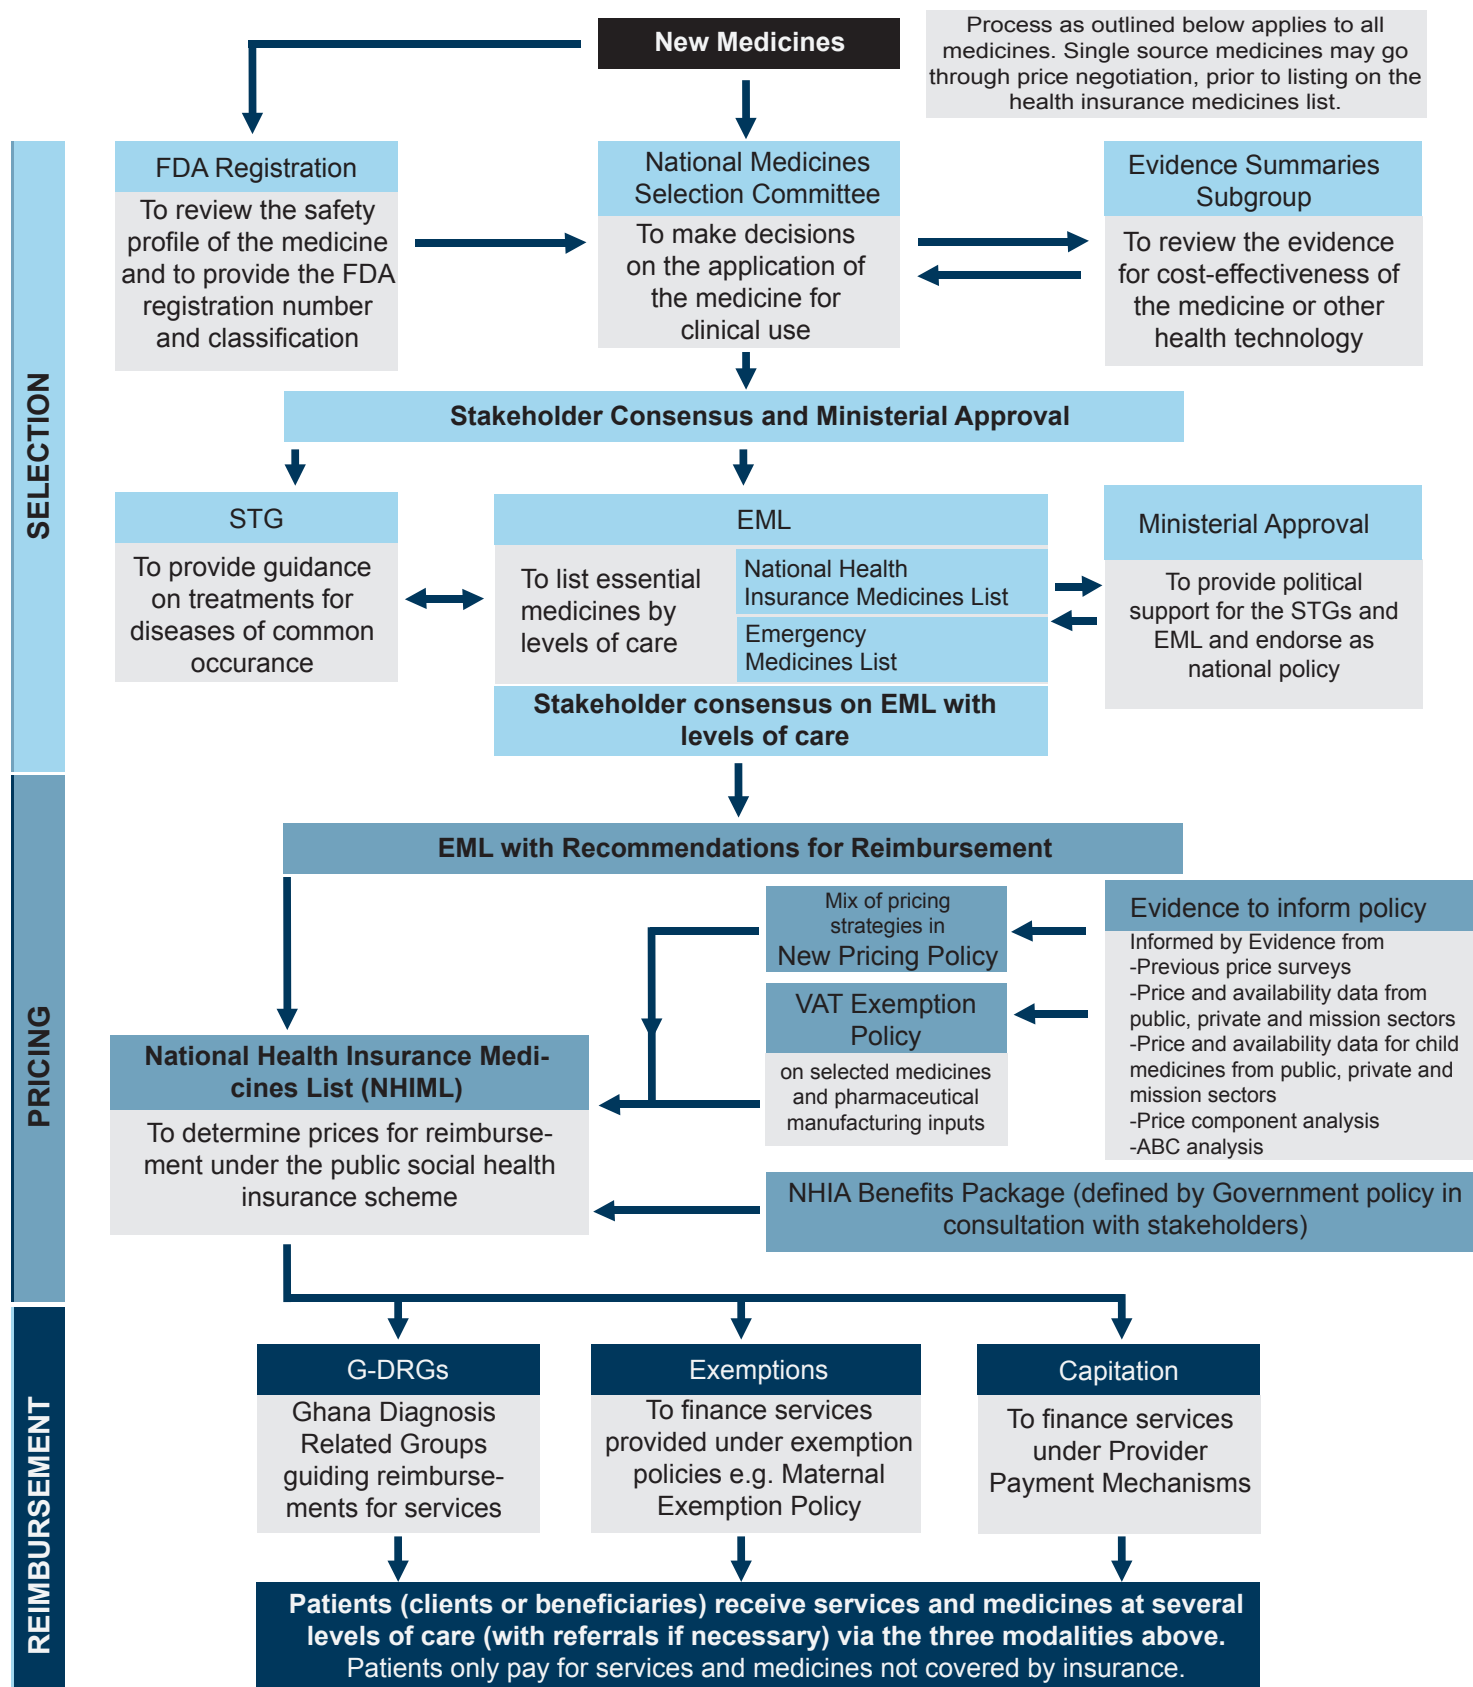 New Medicines
Process as outlined below applies to all
medicines. Single source medicines may go
through price negotiation, prior to listing on the
health insurance medicines list.
SELECTION
FDA Registration
To review the safety
profile of the medicine
and to provide the FDA
registration number
and classification
National Medicines
Selection Committee
To make decisions
on the application of
the medicine for
clinical use
Evidence Summaries
Subgroup
To review the evidence
for cost-effectiveness of
the medicine or other
health technology
Stakeholder Consensus and Ministerial Approval
STG
To provide guidance
on treatments for
diseases of common
occurance
EML
To list essential
medicines by
levels of care
National Health
Insurance Medicines List
Emergency
Medicines List
Stakeholder consensus on EML with
levels of care
Ministerial Approval
To provide political
support for the STGs and
EML and endorse as
national policy
PRICING
EML with Recommendations for Reimbursement
Mix of pricing
strategies in
New Pricing Policy
VAT Exemption
Policy
on selected medicines
and pharmaceutical
manufacturing inputs
Evidence to inform policy
Informed by Evidence from
-Previous price surveys
-Price and availability data from
public, private and mission sectors
-Price and availability data for child
medicines from public, private and
mission sectors
-Price component analysis
-ABC analysis
National Health Insurance Medi-
cines List (NHIML)
To determine prices for reimburse-
ment under the public social health
insurance scheme
NHIA Benefits Package (defined by Government policy in
consultation with stakeholders)
REIMBURSEMENT
G-DRGs
Ghana Diagnosis
Related Groups
guiding reimburse-
ments for services
Exemptions
To finance services
provided under exemption
policies e.g. Maternal
Exemption Policy
Capitation
To finance services
under Provider
Payment Mechanisms
Patients (clients or beneficiaries) receive services and medicines at several
levels of care (with referrals if necessary) via the three modalities above.
Patients only pay for services and medicines not covered by insurance.